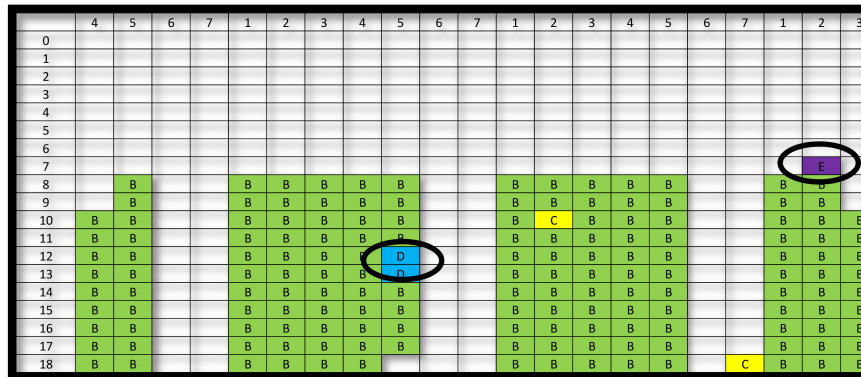 4 5 6 7 1 2 3 4 5 6 7 1 2 3 4 5 6 7 1 2 3
0
1
2
3
4
5
6
7 E
8 B B B B B B B B B B B B B
9 B B B B B B B B B B B B B
10 B B B B B B B B C B B B B B B
11 B B B B B B B B B B B B B B B
12 B B B B B B D B B B B B B B B
13 B B B B B B D B B B B B B B B
14 B B B B B B B B B B B B B B B
15 B B B B B B B B B B B B B B B
16 B B B B B B B B B B B B B B B
17 B B B B B B B B B B B B B B B
18 B B B B B B B B B B B C B B B